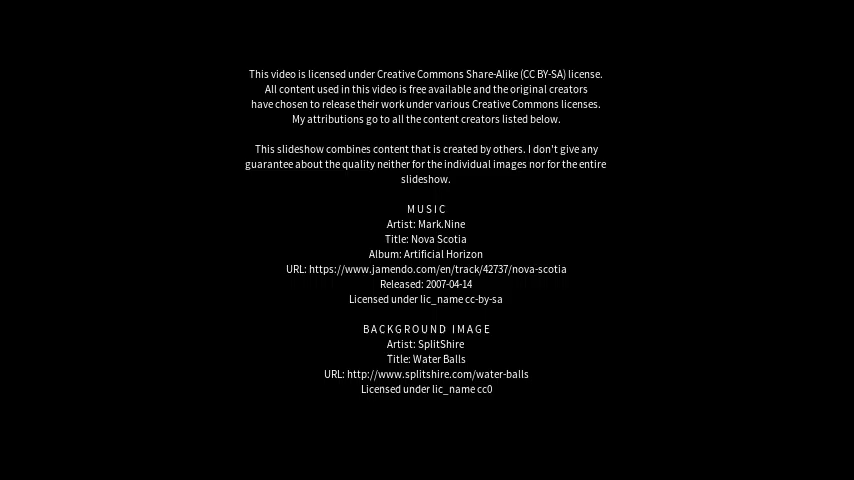 This video is licensed under Creative Commons Share-Alike (CC BY-SA) license.
All content used in this video is free available and the original creators
have chosen to release their work under various Creative Commons licenses.
My attributions go to all the content creators listed below.
This slideshow combines content that is created by others. I don't give any
guarantee about the quality neither for the individual images nor for the entire
slideshow.
MUSIC
Artist: Mark.Nine
Title: Nova Scotia
Album: Artificial Horizon
URL: https://www.jamendo.com/en/track/42737/nova-scotia
Released: 2007-04-14
Licensed under lic_name cc-by-sa
BACKGROUND IMAGE
Artist: SplitShire
Title: Water Balls
URL: http://www.splitshire.com/water-balls
Licensed under lic_name cc0